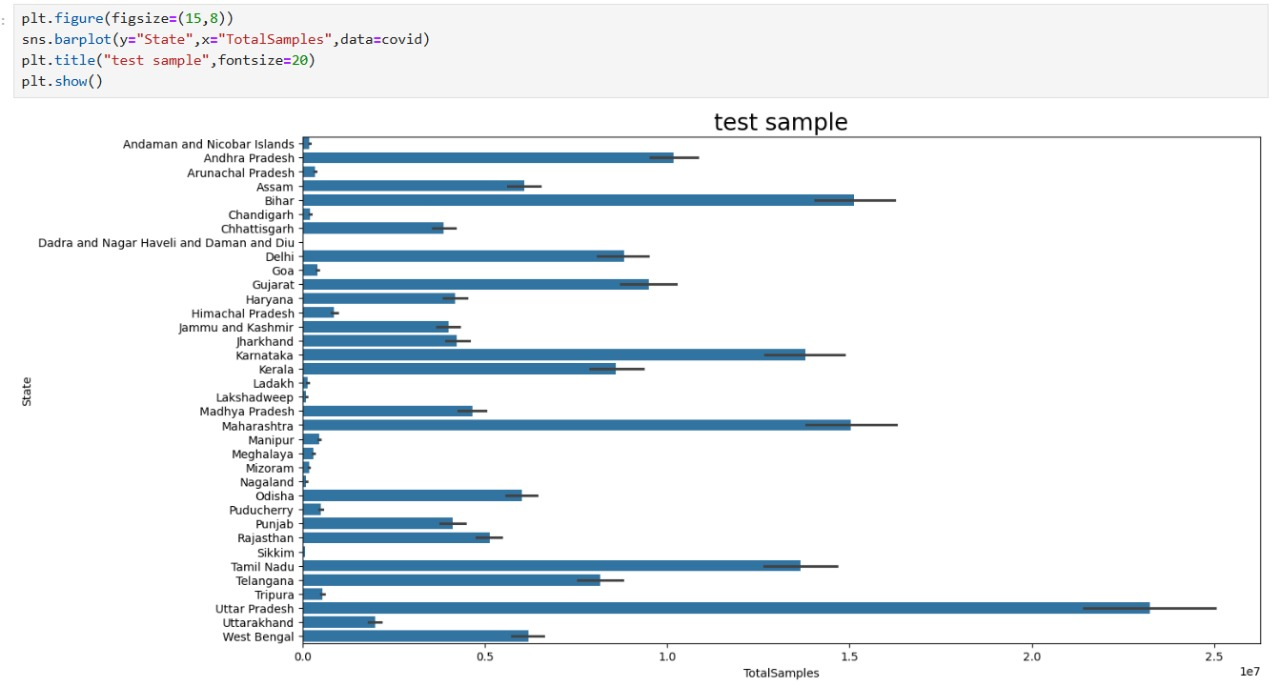 :
plt.figure(figsize=(15,8))
sns.barplot(y="State",x="TotalSamples",data=covid)
plt.title("test sample",fontsize=20)
plt.show()
test sample
Andaman and Nicobar Islands
Andhra Pradesh
Arunachal Pradesh
Assam
Bihar
Chandigarh
Chhattisgarh
Dadra and Nagar Haveli and Daman and Diu
Delhi
Goa
Gujarat
Haryana
Himachal Pradesh
Jammu and Kashmir
Jharkhand
Karnataka
Kerala
Ladakh
Lakshadweep
Madhya Pradesh
Maharashtra
Manipur
Meghalaya
Mizoram
Nagaland
Odisha
Puducherry
Punjab
Rajasthan
Sikkim
Tamil Nadu
Telangana
Tripura
Uttar Pradesh
Uttarakhand
West Bengal
State
0.0 0.5 1.0 1.5 2.0 2.5
1e7
TotalSamples